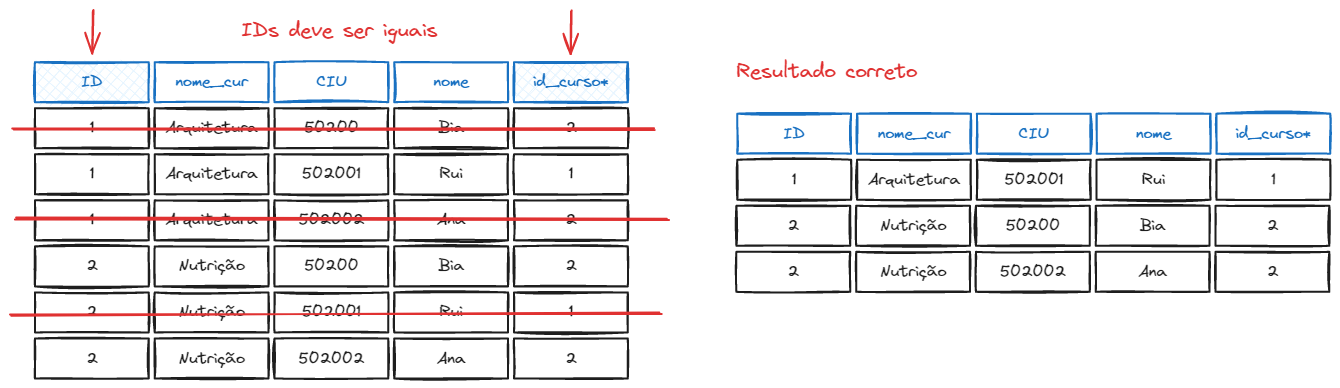 IDs deve ser iguais
ID nome_cur CIU nome id_curso*
1 Arquitetura 50200 Bia 2
1 Arquitetura 502001 Rui 1
1 Arquitetura 502002 Ana 2
2 Nutrição 50200 Bia 2
2 Nutrição 502001 Rui 1
2 Nutrição 502002 Ana 2
Resultado correto
ID nome_cur CIU nome id_curso*
1 Arquitetura 502001 Rui 1
2 Nutrição 50200 Bia 2
2 Nutrição 502002 Ana 2